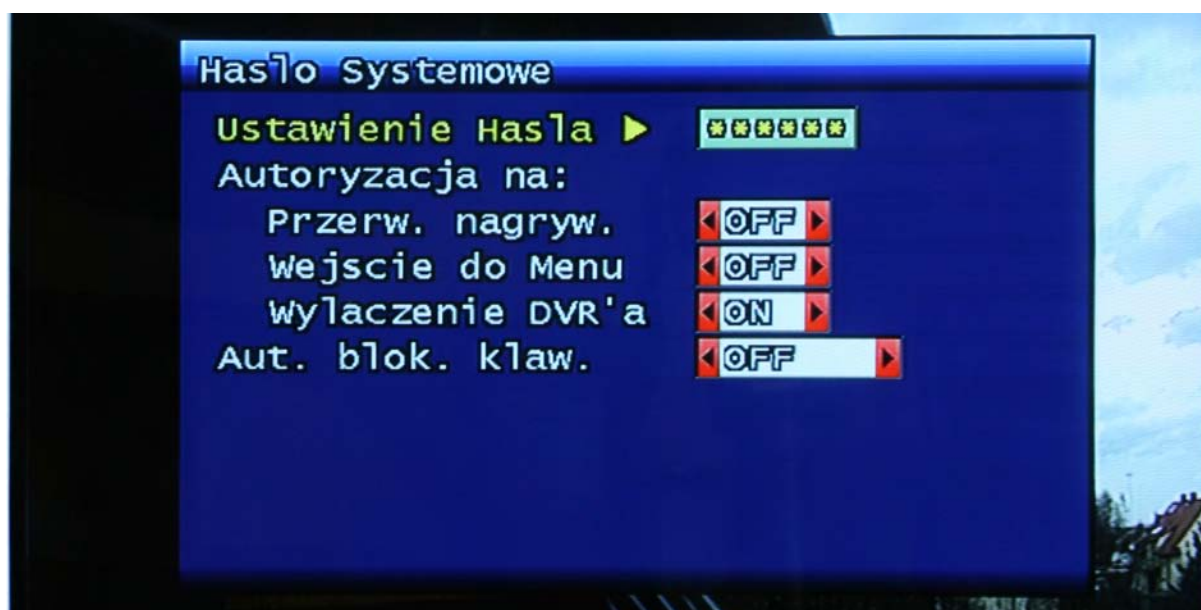 Haslo Systemowe
Ustawienie Hasla ▶ ******
Autoryzacja na:
Przerw. nagryw. OFF
Wejscie do Menu OFF
Wylaczenie DVR'a ON
Aut. blok. klaw. OFF